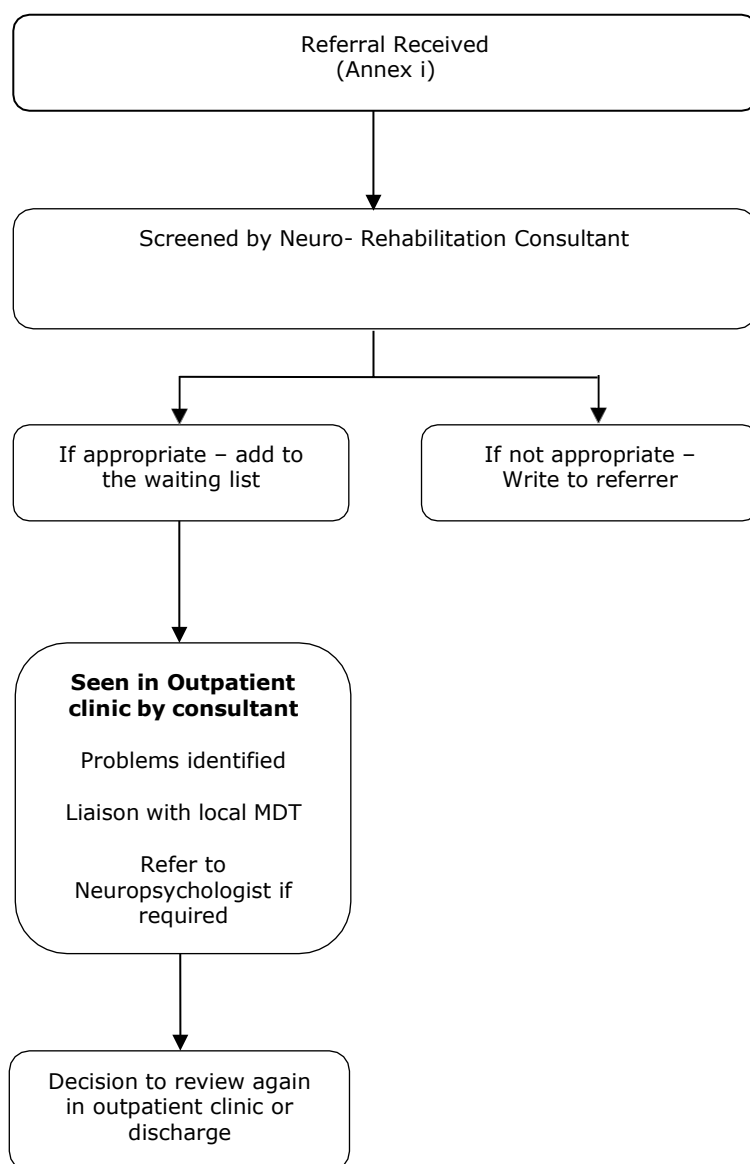 Referral Received
(Annex i)
Screened by Neuro- Rehabilitation Consultant
If appropriate – add to
the waiting list
If not appropriate –
Write to referrer
Seen in Outpatient
clinic by consultant
Problems identified
Liaison with local MDT
Refer to
Neuropsychologist if
required
Decision to review again
in outpatient clinic or
discharge